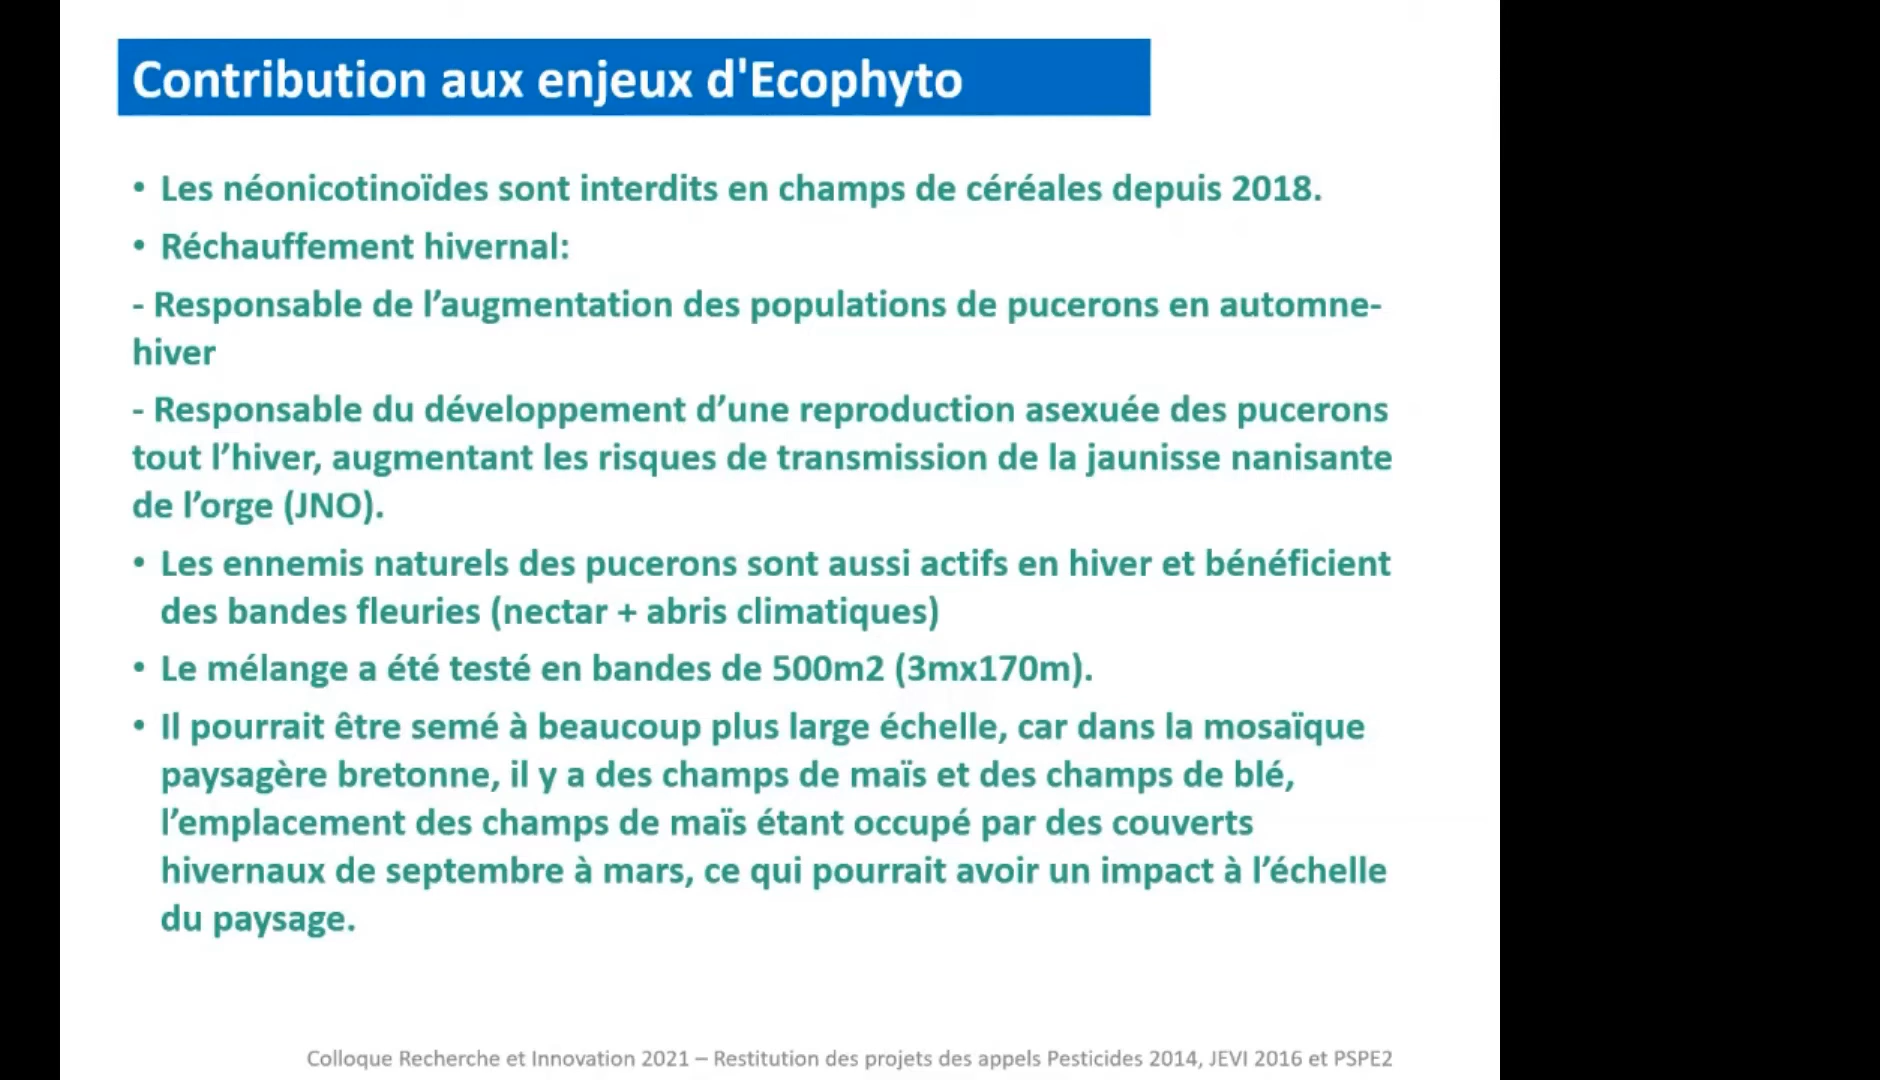 Contribution aux enjeux d'Ecophyto
• Les néonicotinoïdes sont interdits en champs de céréales depuis 2018.
• Réchauffement hivernal:
- Responsable de l’augmentation des populations de pucerons en automne-
hiver
- Responsable du développement d’une reproduction asexuée des pucerons
tout l’hiver, augmentant les risques de transmission de la jaunisse nanisante
de l’orge (JNO).
• Les ennemis naturels des pucerons sont aussi actifs en hiver et bénéficient
des bandes fleuries (nectar + abris climatiques)
• Le mélange a été testé en bandes de 500m2 (3mx170m).
• Il pourrait être semé à beaucoup plus large échelle, car dans la mosaïque
paysagère bretonne, il y a des champs de maïs et des champs de blé,
l’emplacement des champs de maïs étant occupé par des couverts
hivernaux de septembre à mars, ce qui pourrait avoir un impact à l’échelle
du paysage.
Colloque Recherche et Innovation 2021 – Restitution des projets des appels Pesticides 2014, JEVI 2016 et PSPE2